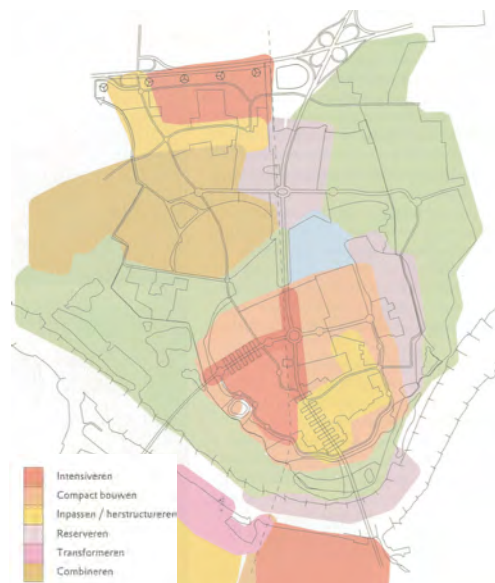 Intensiveren
Compact bouwen
Inpassen / herstructureren
Reserveren
Transformeren
Combineren